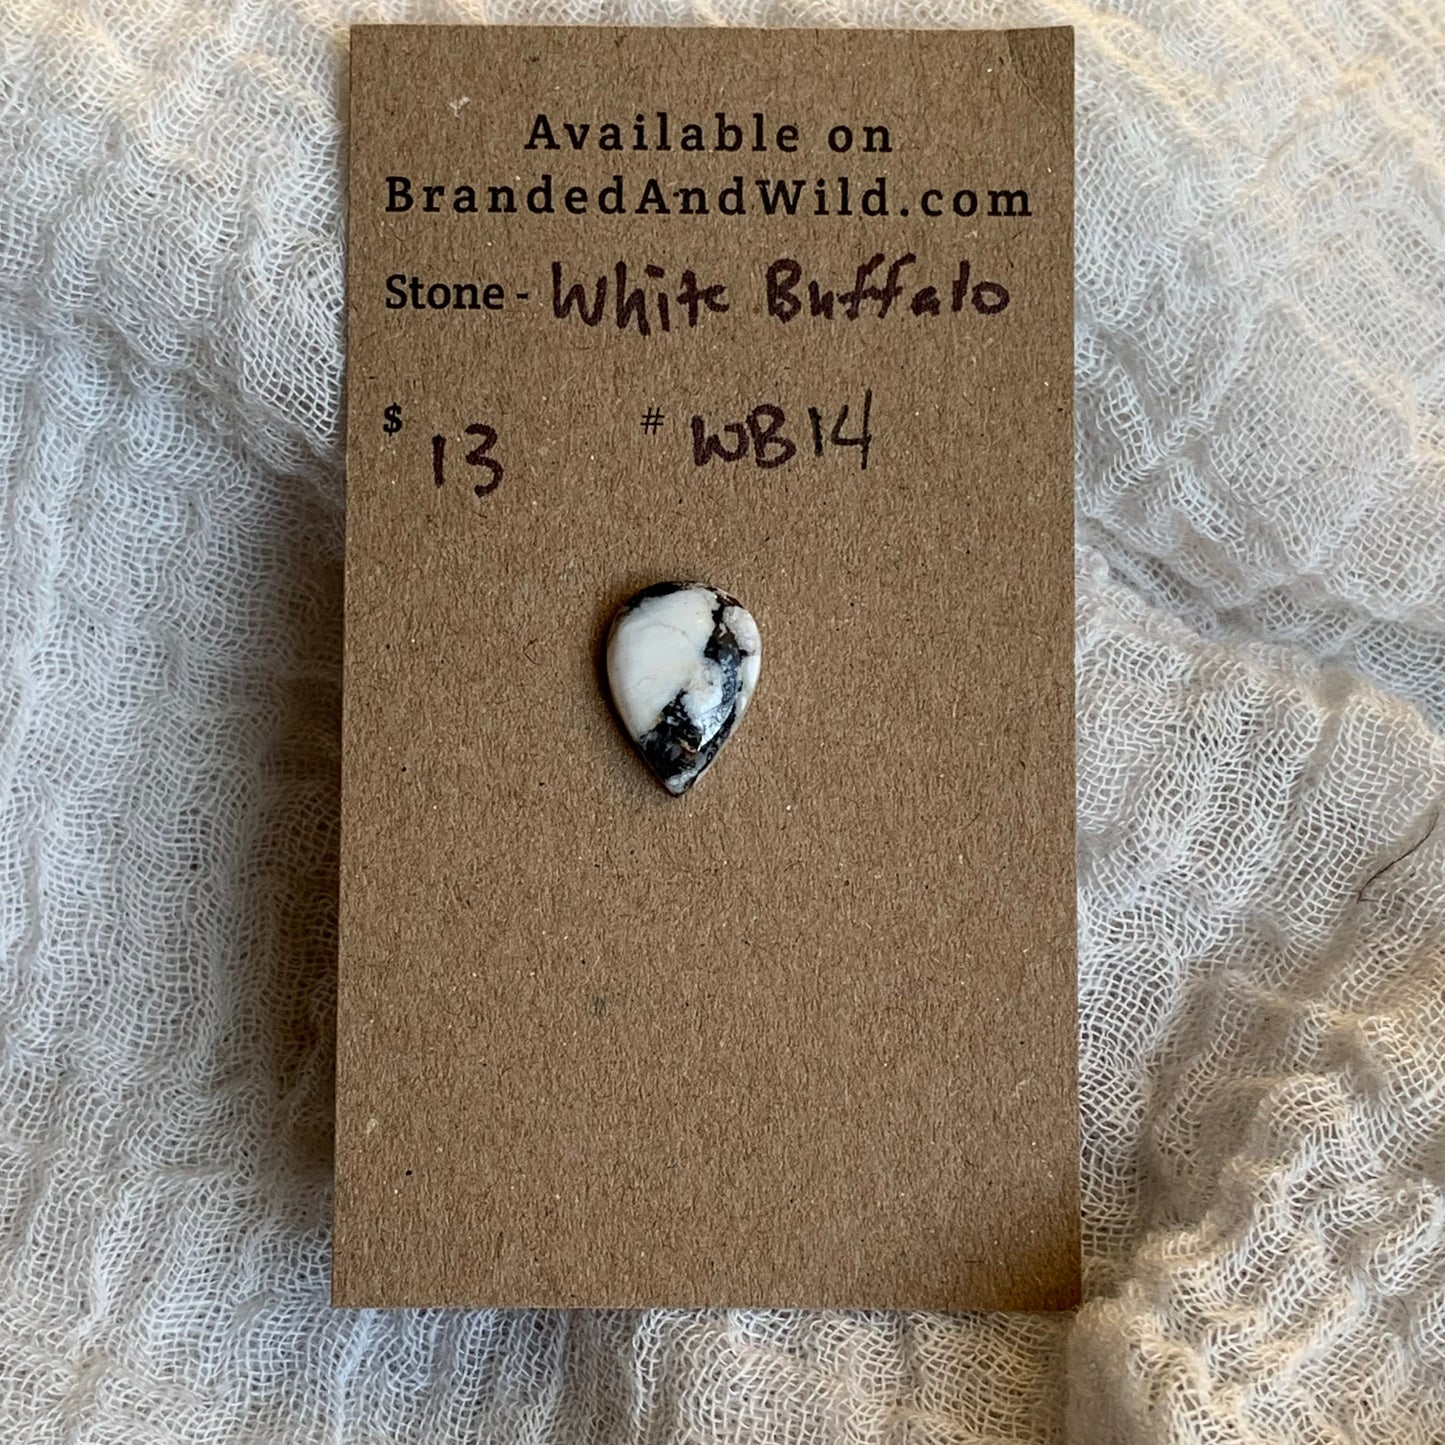 Available on
BrandedAndWild.com
Stone - White Buffalo
$ 13 # WB14